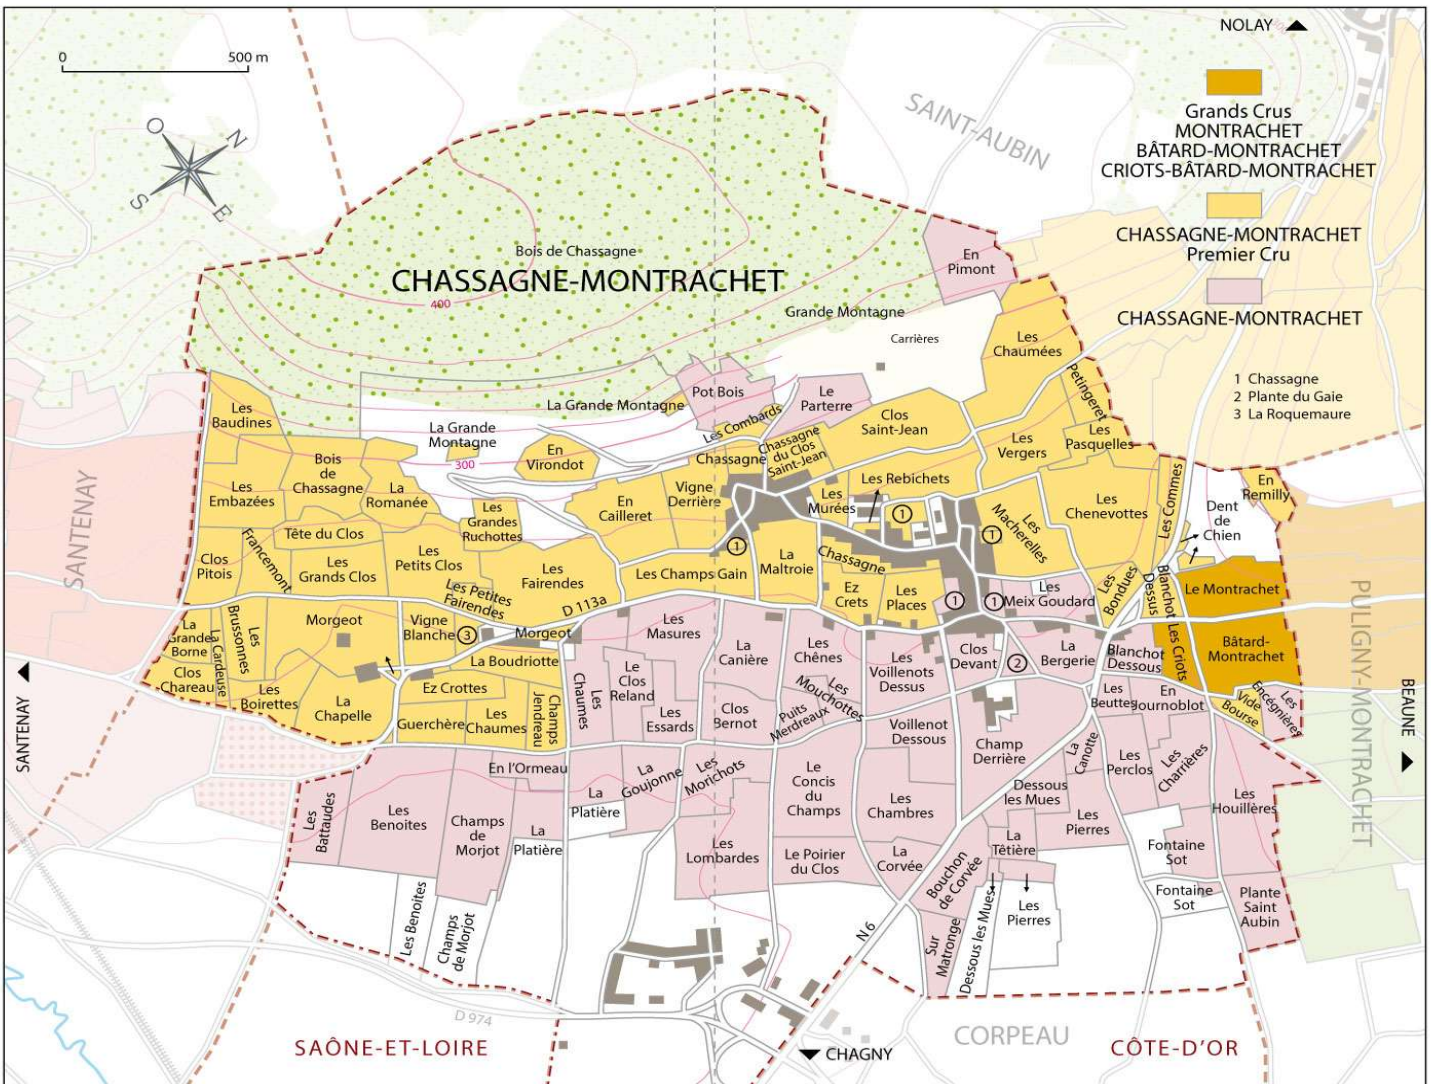 NOLAY
0
500 m
O
N
S
E
SAINT-AUBIN
Grands Crus
MONTRACHET
BÂTARD-MONTRACHET
CRIOTS-BÂTARD-MONTRACHET
CHASSAGNE-MONTRACHET
Premier Cru
CHASSAGNE-MONTRACHET
1 Chassagne
2 Plante du Gaie
3 La Roquemaure
Bois de Chassagne
CHASSAGNE-MONTRACHET
400
En
Pimont
Grande Montagne
Carrières
Les
Chaumées
Petingeret
Pot Bois
Le
Parterre
La Grande Montagne
Les Combards
Clos
Saint-Jean
Les
Baudines
La Grande
Montagne
300
En
Virondot
Chassagne
Chassagne
du Clos
Saint-Jean
Les
Vergers
Les
Pasquelles
Bois
de
Chassagne
La
Romanée
Les
Embazées
Les
Grandes
Ruchottes
En
Cailleret
Vigne
Derrière
Les
Murées
Les Rebichets
1
Les
Macherelles
1
Les
Chenevottes
Les Commes
En
Remilly
Dent
de
Chien
SANTENAY
Tête du Clos
Francemont
Clos
Pitois
Les
Grands Clos
Les
Petits Clos
Les Petites
Fairendes
Les
Fairendes
D 113a
Les Champs Gain
1
La
Maltroie
Chassagne
Ez
Crets
Les
Places
1
1
Les
Meix Goudard
Les
Bondues
Blanchot
Dessus
Le Montrachet
Les Criots
Bâtard-
Montrachet
PULIGNY-MONTRACHET
La
Grande
Borne
La Cardeuse
Les
Brussonnes
Morgeot
Vigne
Blanche
3
Morgeot
La Boudriotte
Clos
Chareau
Les
Boirettes
La
Chapelle
Ez Crottes
Guerchère
Les
Chaumes
Champs
Jendreau
Les
Chaumes
Les
Masures
Le
Clos
Reland
Les
Essards
La
Canière
Clos
Bernot
Les
Chênes
Les
Mouchottes
Puits
Merdreaux
Les
Voillenots
Dessus
Voillenot
Dessous
Clos
Devant
2
La
Bergerie
Blanchot
Dessous
Les
Beuttes
En
Journoblot
Vide
Bourse
Les
Encégnières
SANTENAY
BEAUNE
En l'Ormeau
Les
Battaudes
Les
Benoites
Champs
de
Morjot
La
Platière
La
Platière
La
Goujonne
Les
Morichots
Les
Lombardes
Le
Concis
du
Champs
Le Poirier
du Clos
Les
Chambres
La
Corvée
Champ
Derrière
La
Canotte
Dessous
les Mues
Les
Perclos
Les
Charrières
Les
Houillères
Les
Pierres
La
Têtière
Bouchon
de Corvée
Fontaine
Sot
Fontaine
Sot
Plante
Saint
Aubin
Les Benoites
Champs
de Morjot
Sur
Matronge
Dessous les Mues
Les
Pierres
N 6
D 974
SAÔNE-ET-LOIRE
CHAGNY
CORPEAU
CÔTE-D'OR